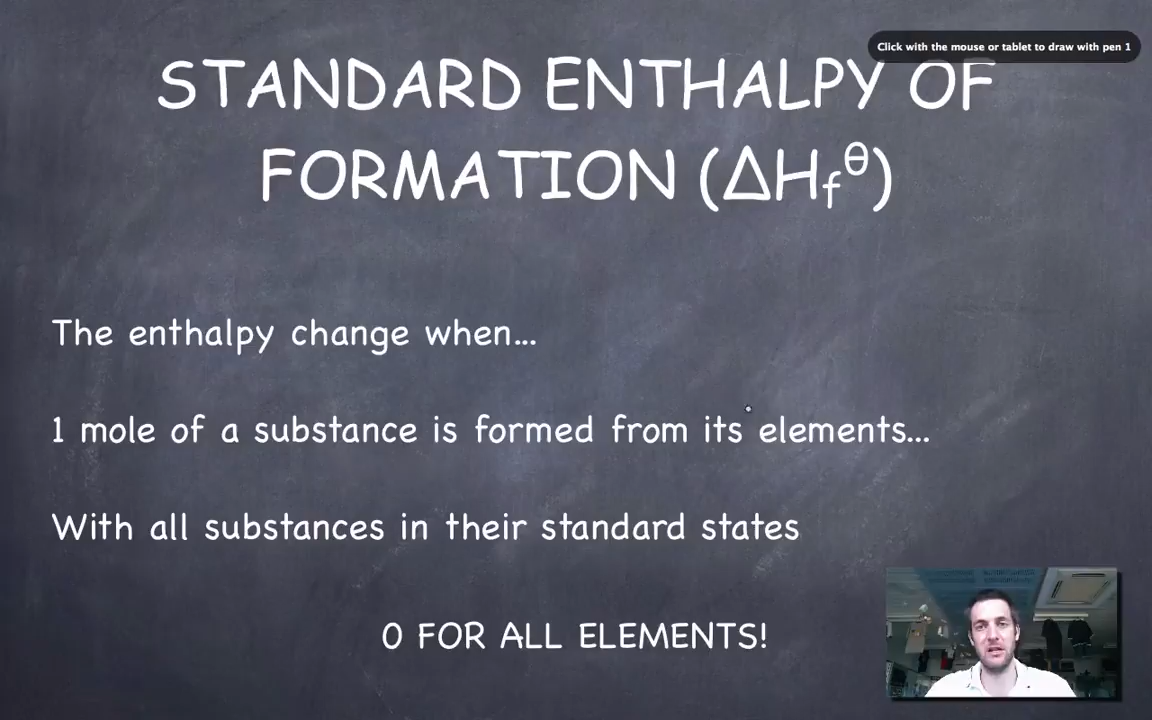 Click with the mouse or tablet to draw with pen 1
STANDARD ENTHALPY OF
FORMATION (ΔHfθ)
The enthalpy change when...
1 mole of a substance is formed from its elements...
With all substances in their standard states
0 FOR ALL ELEMENTS!